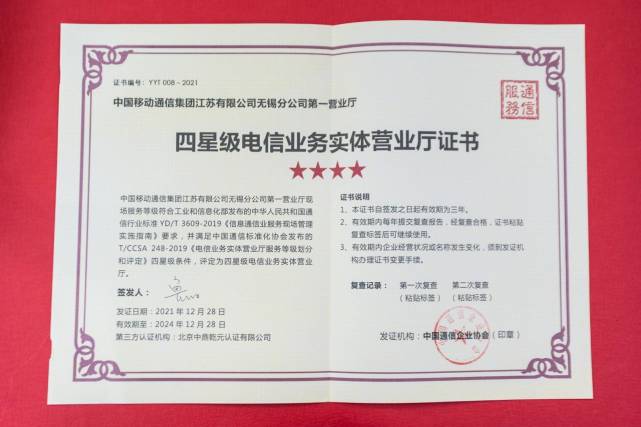 证书编号：YYT 008－2021
中国移动通信集团江苏有限公司无锡分公司第一营业厅
通信
服務
四星级电信业务实体营业厅证书
中国移动通信集团江苏有限公司无锡分公司第一营业厅现
场服务等级符合工业和信息化部发布的中华人民共和国通
信行业标准 YD/T 3609-2019《信息通信业服务现场管理
实施指南》要求，并满足中国通信标准化协会发布的
T/CCSA 248-2019《电信业务实体营业厅服务等级划分
和评定》四星级条件，评定为四星级电信业务实体营业
厅。
签发人：
发证日期：2021 年 12 月 28 日
有效期至：2024 年 12 月 28 日
第三方认证机构：北京中鼎乾元认证有限公司
证书说明
1、本证书自签发之日起有效期为三年。
2、有效期内每年提交复查报告，经复查合格，证书粘贴
复查标签后可继续使用。
3、有效期内企业经营状况或名称发生变化，须到发证机
构办理证书变更手续。
复查记录：
第一次复查
第二次复查
（粘贴标签）
（粘贴标签）
发证机构：中国通信企业协会（印章）